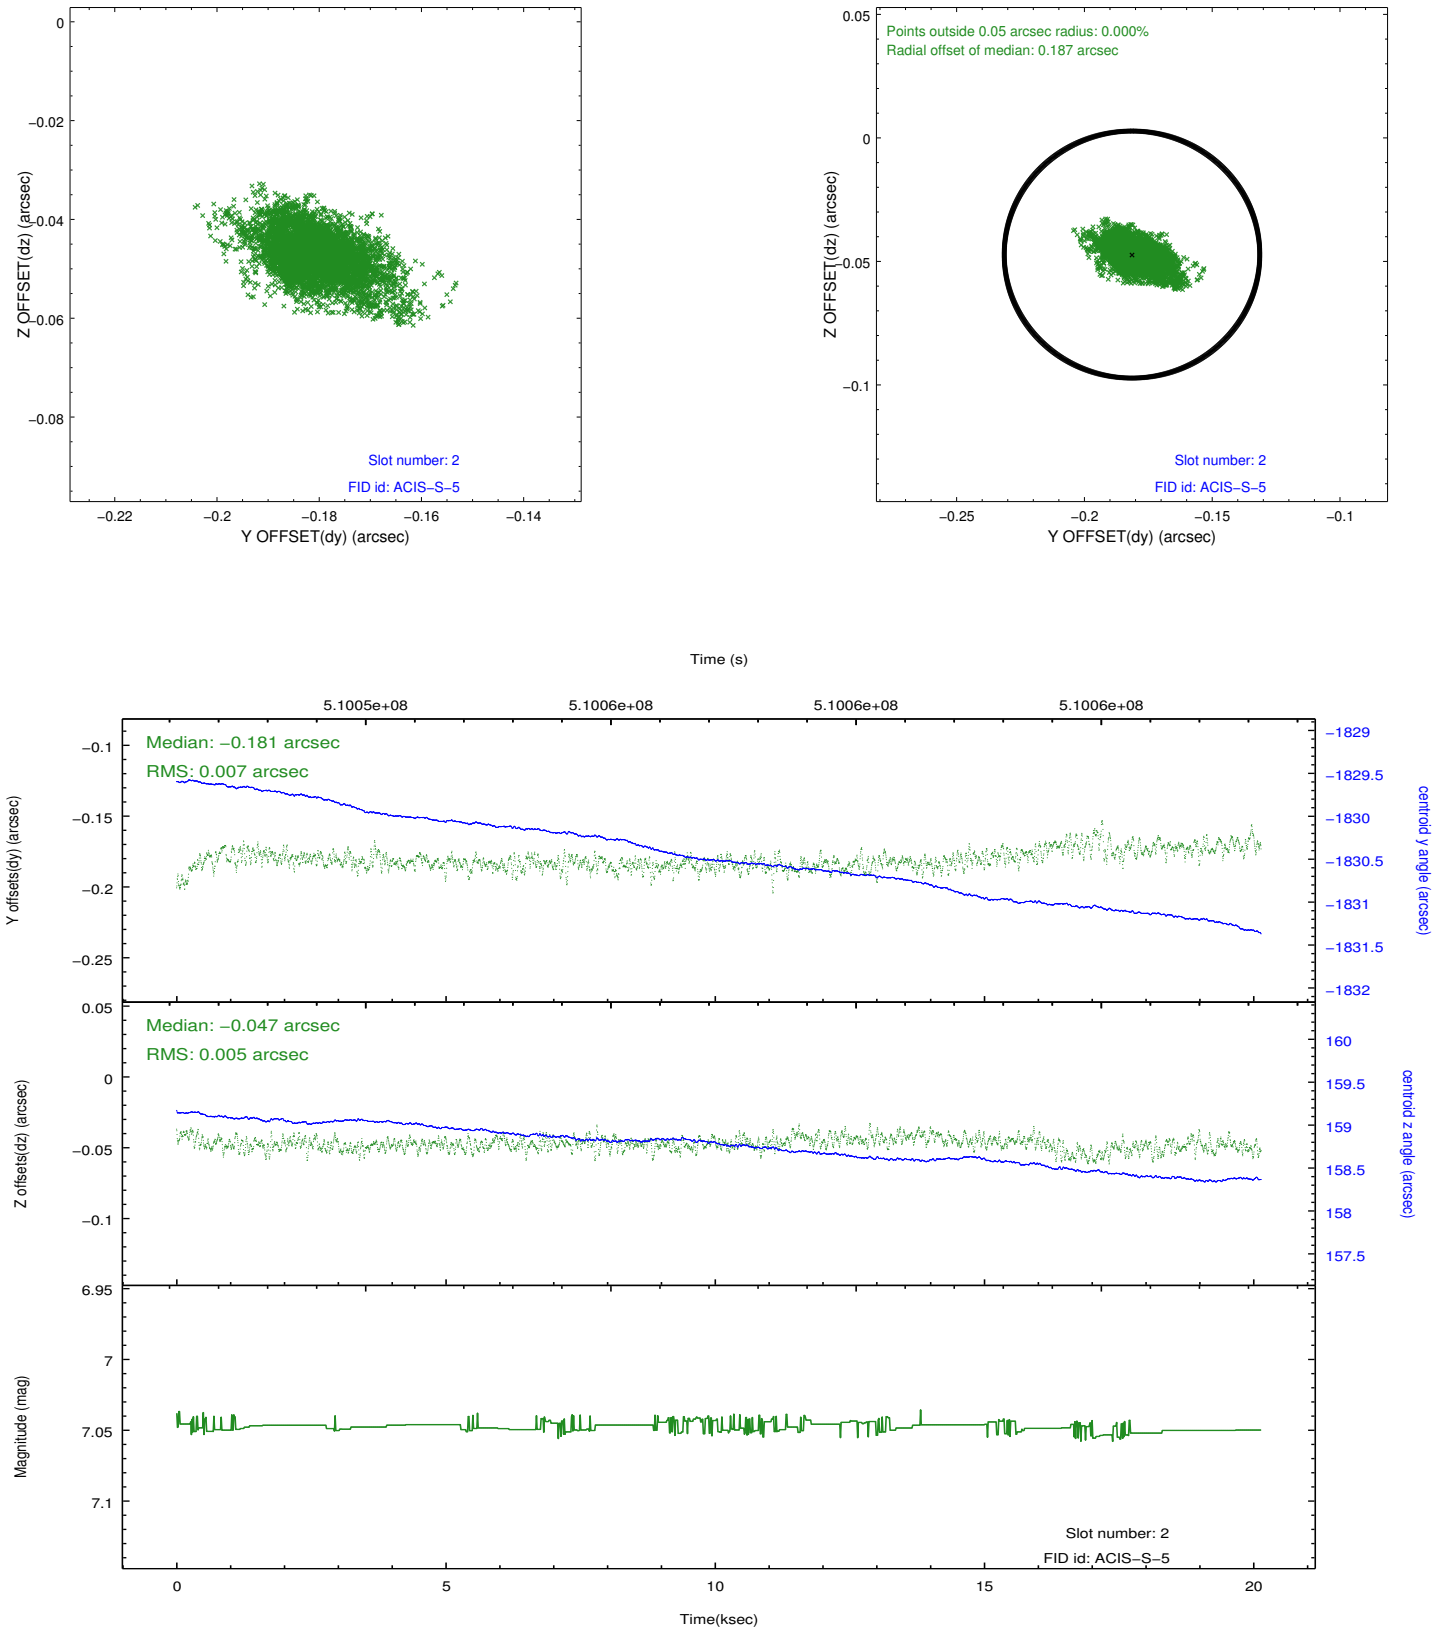 0
−0.02
−0.04
−0.06
−0.08
Z OFFSET(dz) (arcsec)
Slot number: 2
FID id: ACIS−S−5
−0.22
−0.2
−0.18
−0.16
−0.14
Y OFFSET(dy) (arcsec)
0.05
0
−0.05
−0.1
Z OFFSET(dz) (arcsec)
Points outside 0.05 arcsec radius: 0.000%
Radial offset of median: 0.187 arcsec
Slot number: 2
FID id: ACIS−S−5
−0.25
−0.2
−0.15
−0.1
Y OFFSET(dy) (arcsec)
Time (s)
5.1005e+08
5.1006e+08
5.1006e+08
5.1006e+08
Median: −0.181 arcsec
RMS: 0.007 arcsec
−0.1
−0.15
−0.2
−0.25
Y offsets(dy) (arcsec)
−1829
−1829.5
−1830
−1830.5
−1831
−1831.5
−1832
centroid y angle (arcsec)
Median: −0.047 arcsec
RMS: 0.005 arcsec
0.05
0
−0.05
−0.1
Z offsets(dz) (arcsec)
160
159.5
159
158.5
158
157.5
centroid z angle (arcsec)
6.95
7
7.05
7.1
Magnitude (mag)
Slot number: 2
FID id: ACIS−S−5
0
5
10
15
20
Time(ksec)